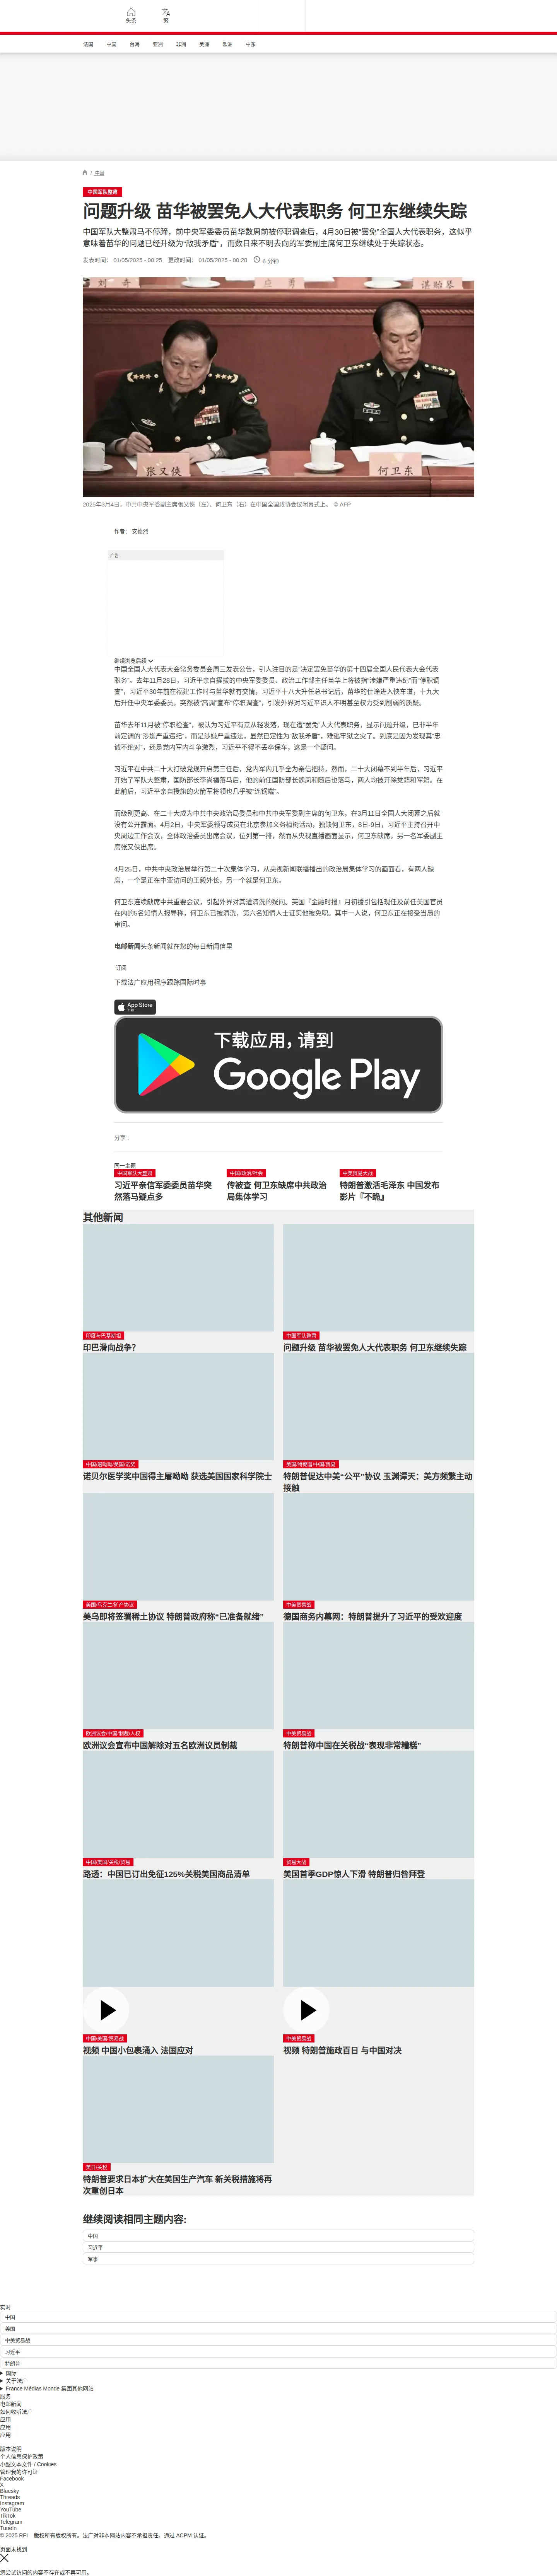 头条
繁
法国 中国 台海 亚洲 非洲 美洲 欧洲 中东
/ 中国
中国军队整肃
问题升级 苗华被罢免人大代表职务 何卫东继续失踪
中国军队大整肃马不停蹄，前中央军委委员苗华数周前被停职调查后，4月30日被“罢免”全国人大代表职务，这似乎
意味着苗华的问题已经升级为“敌我矛盾”，而数日来不明去向的军委副主席何卫东继续处于失踪状态。
发表时间： 01/05/2025 - 00:25 更改时间： 01/05/2025 - 00:28 6 分钟
张又侠
何卫东
2025年3月4日，中共中央军委副主席张又侠（左）、何卫东（右）在中国全国政协会议闭幕式上。 © AFP
作者： 安德烈
广告
继续浏览后续
中国全国人大代表大会常务委员会周三发表公告，引人注目的是“决定罢免苗华的第十四届全国人民代表大会代表
职务”。去年11月28日，习近平亲自擢拔的中央军委委员、政治工作部主任苗华上将被指“涉嫌严重违纪”而“停职调
查”，习近平30年前在福建工作时与苗华就有交情，习近平十八大升任总书记后，苗华的仕途进入快车道，十九大
后升任中央军委委员，突然被“高调”宣布“停职调查”，引发外界对习近平识人不明甚至权力受到削弱的质疑。
苗华去年11月被“停职检查”，被认为习近平有意从轻发落，现在遭“罢免”人大代表职务，显示问题升级，已非半年
前定调的“涉嫌严重违纪”，而是涉嫌严重违法，显然已定性为“敌我矛盾”，难逃牢狱之灾了。到底是因为发现其“忠
诚不绝对”，还是党内军内斗争激烈，习近平不得不丢卒保车，这是一个疑问。
习近平在中共二十大打破党规开启第三任后，党内军内几乎全为亲信把持，然而，二十大闭幕不到半年后，习近平
开始了军队大整肃，国防部长李尚福落马后，他的前任国防部长魏凤和随后也落马，两人均被开除党籍和军籍。在
此前后，习近平亲自授旗的火箭军将领也几乎被“连锅端”。
而级别更高、在二十大成为中共中央政治局委员和中共中央军委副主席的何卫东，在3月11日全国人大闭幕之后就
没有公开露面。4月2日，中央军委领导成员在北京参加义务植树活动，独缺何卫东，8日-9日，习近平主持召开中
央周边工作会议，全体政治委员出席会议，位列第一排，然而从央视直播画面显示，何卫东缺席，另一名军委副主
席张又侠出席。
4月25日，中共中央政治局举行第二十次集体学习，从央视新闻联播播出的政治局集体学习的画面看，有两人缺
席，一个是正在中亚访问的王毅外长，另一个就是何卫东。
何卫东连续缺席中共重要会议，引起外界对其遭清洗的疑问。英国『金融时报』月初援引包括现任及前任美国官员
在内的5名知情人报导称，何卫东已被清洗，第六名知情人士证实他被免职。其中一人说，何卫东正在接受当局的
审问。
电邮新闻头条新闻就在您的每日新闻信里
订阅
下载法广应用程序跟踪国际时事
App Store
下载
下载应用，请到
Google Play
分享 :
同一主题
中国军队大整肃
习近平亲信军委委员苗华突
然落马疑点多
中国/政治/社会
传被查 何卫东缺席中共政治
局集体学习
中美贸易大战
特朗普激活毛泽东 中国发布
影片『不跪』
其他新闻
印度与巴基斯坦
印巴滑向战争？
中国军队整肃
问题升级 苗华被罢免人大代表职务 何卫东继续失踪
中国/屠呦呦/美国/诺奖
诺贝尔医学奖中国得主屠呦呦 获选美国国家科学院士
美国/特朗普/中国/贸易
特朗普促达中美“公平”协议 玉渊谭天：美方频繁主动
接触
美国/乌克兰/矿产协议
美乌即将签署稀土协议 特朗普政府称“已准备就绪”
中美贸易战
德国商务内幕网：特朗普提升了习近平的受欢迎度
欧洲议会/中国/制裁/人权
欧洲议会宣布中国解除对五名欧洲议员制裁
中美贸易战
特朗普称中国在关税战“表现非常糟糕”
中国/美国/关税/贸易
路透：中国已订出免征125%关税美国商品清单
贸易大战
美国首季GDP惊人下滑 特朗普归咎拜登
中国/美国/贸易战
视频 中国小包裹涌入 法国应对
中美贸易战
视频 特朗普施政百日 与中国对决
美日/关税
特朗普要求日本扩大在美国生产汽车 新关税措施将再
次重创日本
继续阅读相同主题内容:
中国
习近平
军事
实时
中国
美国
中美贸易战
习近平
特朗普
国际
关于法广
France Médias Monde 集团其他网站
服务
电邮新闻
如何收听法广
应用
应用
应用
版本说明
个人信息保护政策
小型文本文件 / Cookies
管理我的许可证
Facebook
X
Bluesky
Threads
Instagram
YouTube
TikTok
Telegram
TuneIn
© 2025 RFI – 版权所有版权所有。法广对非本网站内容不承担责任。通过 ACPM 认证。
页面未找到
您尝试访问的内容不存在或不再可用。